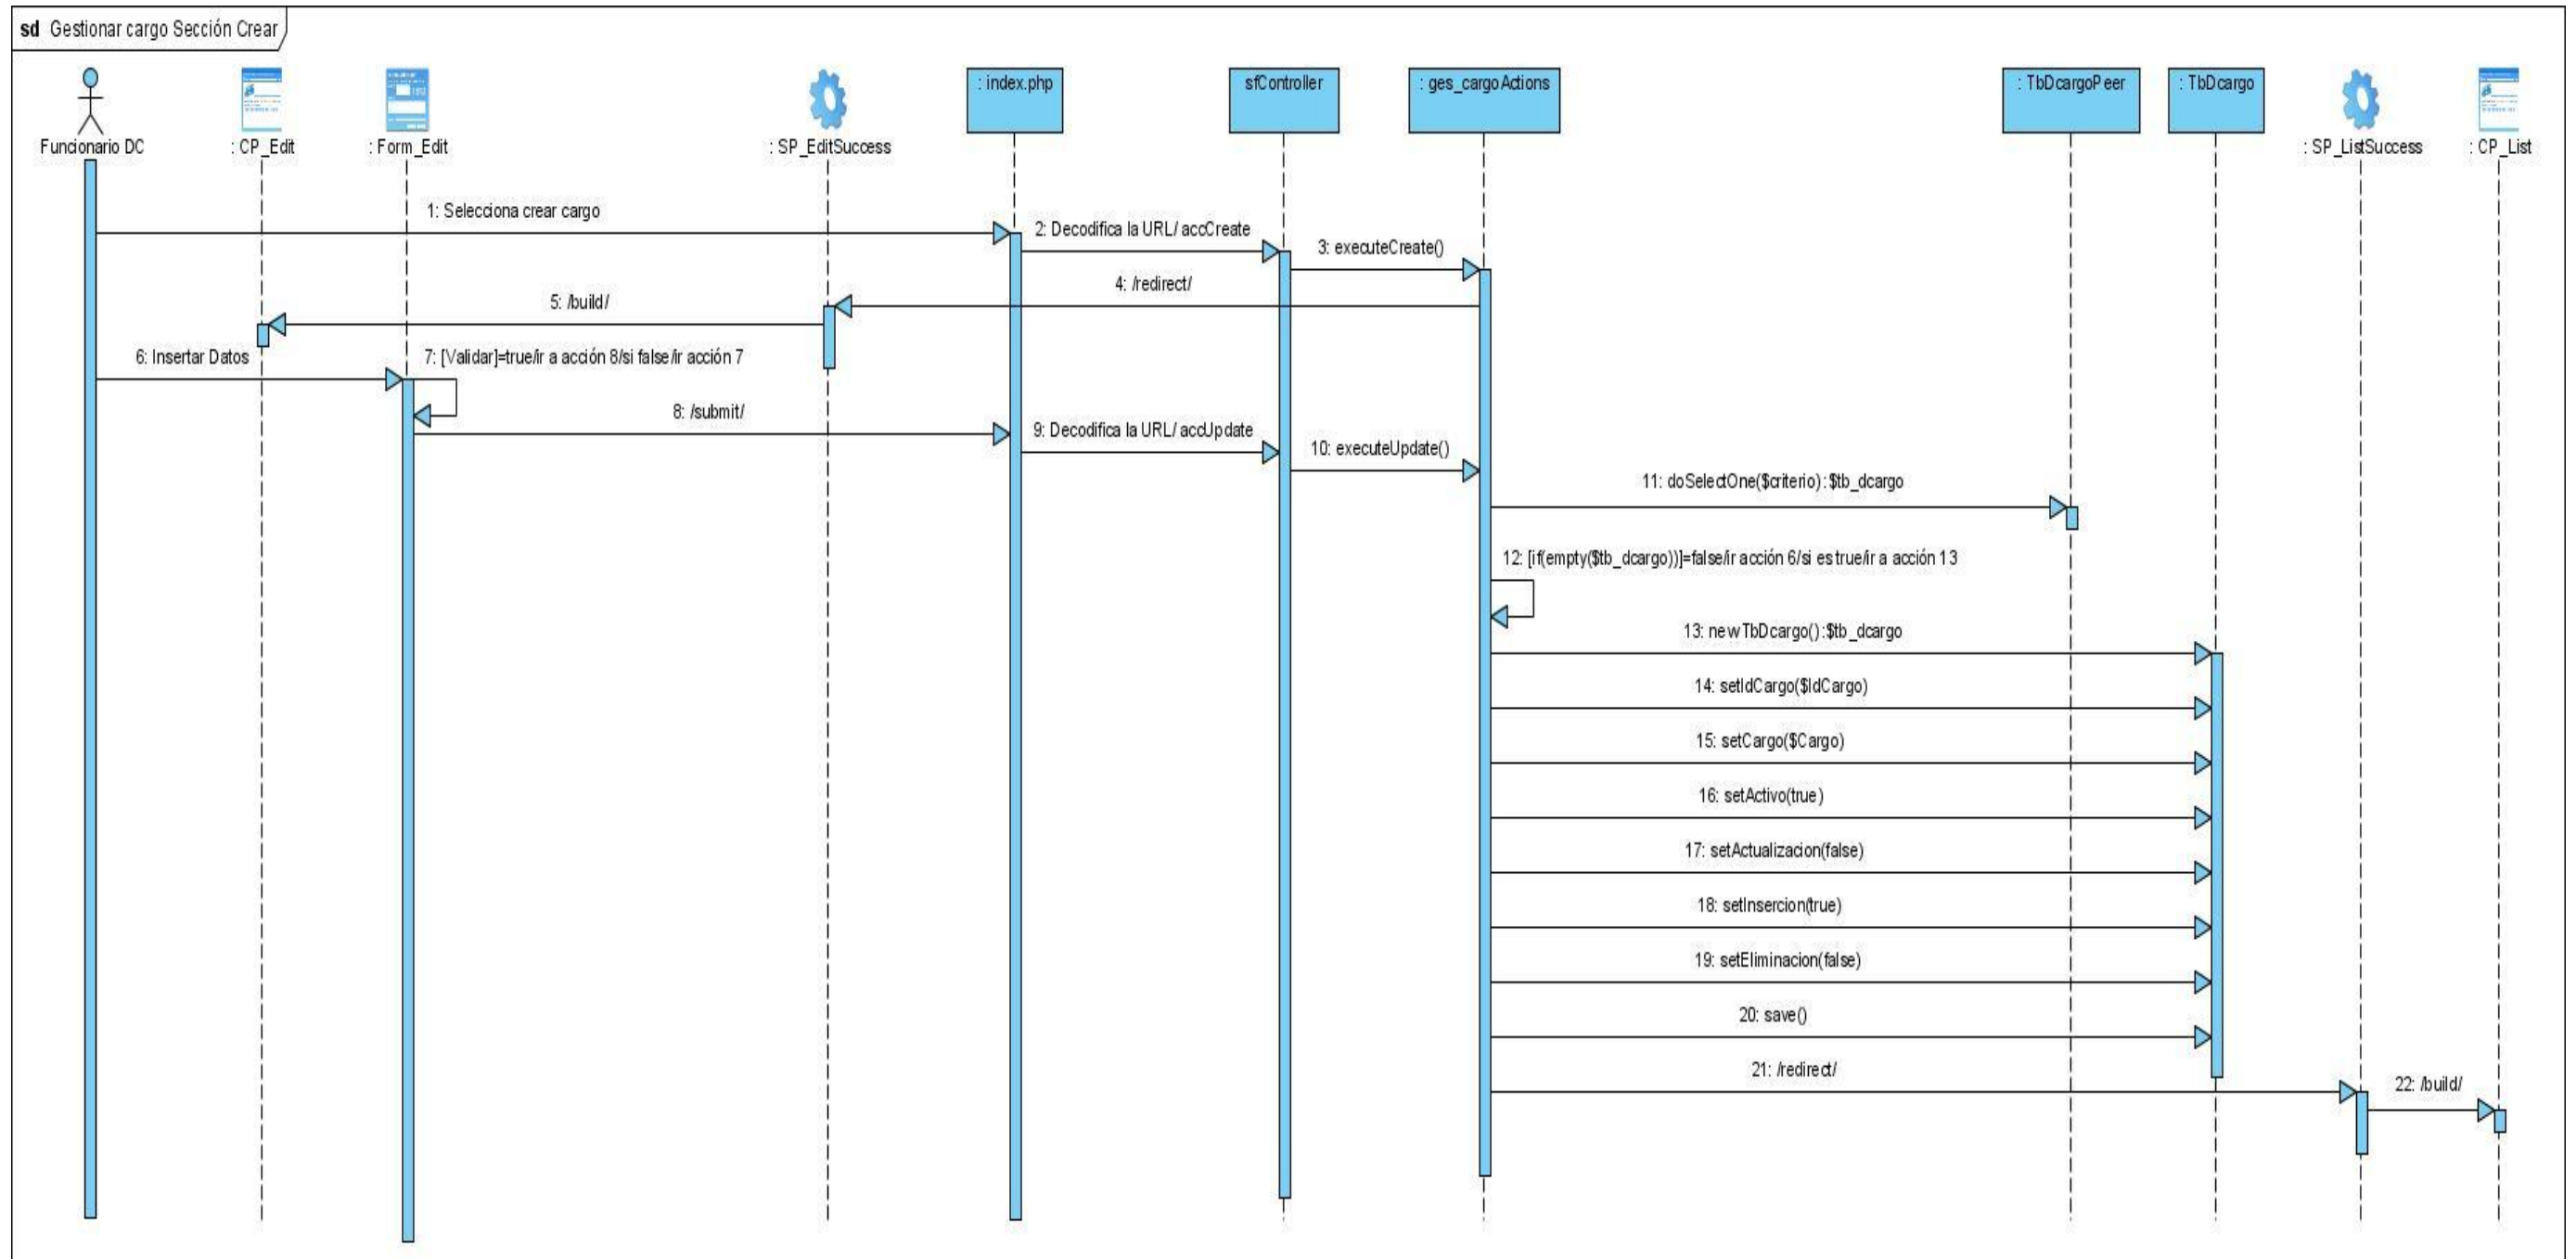 sd Gestionar cargo Sección Crear
Funcionario DC
: CP_Edit
: Form_Edit
: SP_EditSuccess
: index.php
sfController
: ges_cargoActions
: TbDcargoPeer
: TbDcargo
: SP_ListSuccess
: CP_List
1: Selecciona crear cargo
2: Decodifica la URL/ accCreate
3: executeCreate()
4: /redirect/
5: /build/
6: Insertar Datos
7: [Validar]=true/ir a acción 8/si false/ir acción 7
8: /submit/
9: Decodifica la URL/ accUpdate
10: executeUpdate()
11: doSelectOne($criterio):$tb_dcargo
12: [if(empty($tb_dcargo))]=false/ir acción 6/si es true/ir a acción 13
13: new TbDcargo():$tb_dcargo
14: setIdCargo($IdCargo)
15: setCargo($Cargo)
16: setActivo(true)
17: setActualizacion(false)
18: setInsercion(true)
19: setEliminacion(false)
20: save()
21: /redirect/
22: /build/